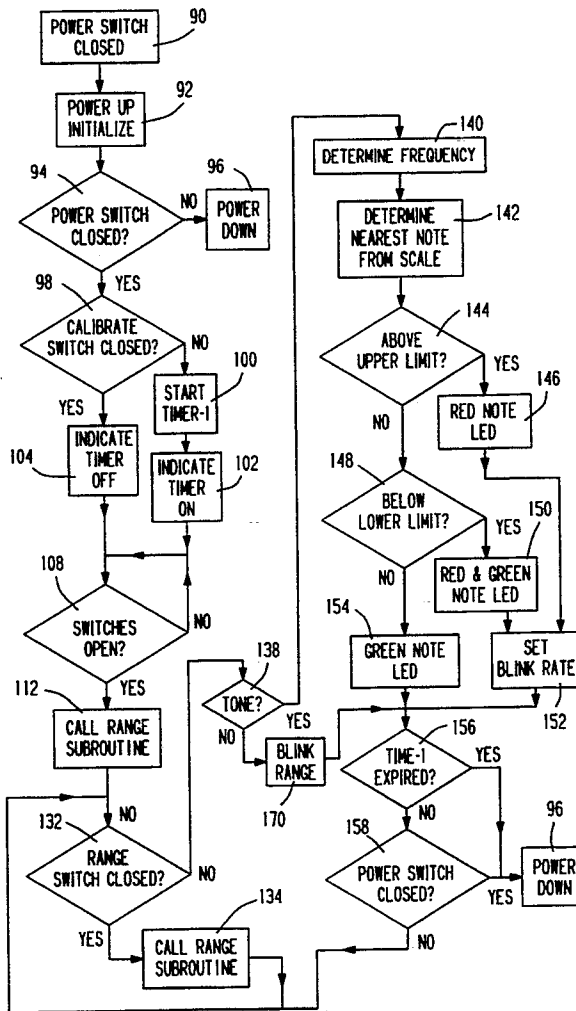 90
POWER SWITCH
CLOSED
92
POWER UP
INITIALIZE
94
POWER SWITCH
CLOSED?
NO
96
POWER
DOWN
YES
98
CALIBRATE
SWITCH CLOSED?
NO
100
START
TIMER-1
YES
104
INDICATE
TIMER
OFF
102
INDICATE
TIMER
ON
108
SWITCHES
OPEN?
NO
YES
112
CALL RANGE
SUBROUTINE
NO
132
RANGE
SWITCH CLOSED?
NO
YES
134
CALL RANGE
SUBROUTINE
NO
138
TONE?
YES
NO
BLINK
RANGE
170
140
DETERMINE FREQUENCY
DETERMINE
NEAREST NOTE
FROM SCALE
142
144
ABOVE
UPPER LIMIT?
YES
146
RED NOTE
LED
NO
148
BELOW
LOWER LIMIT?
YES
150
RED & GREEN
NOTE LED
NO
154
GREEN NOTE
LED
SET
BLINK RATE
152
156
TIME-1
EXPIRED?
YES
NO
158
POWER SWITCH
CLOSED?
YES
96
POWER
DOWN
NO